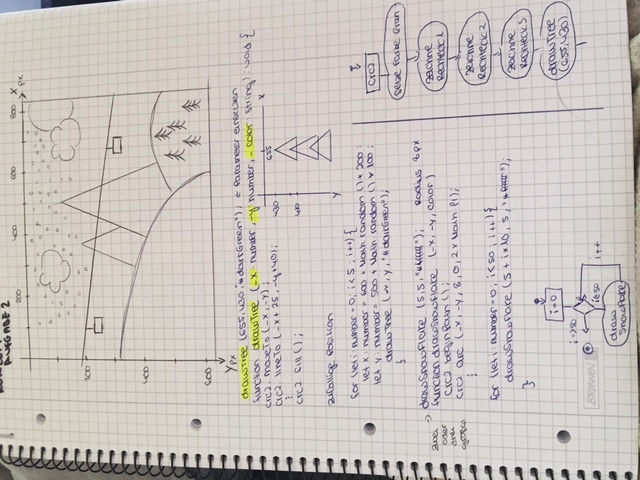 AUFGABE 2
200 400 600 800 x
px
200
400
600
y px
drawTree (655,430, "#darkGreen"); ← Parameter einsetzen
function drawTree (-x: number, -y: number, -color: string): void {
crc2. moveTo (-x, -y);
crc2 lineTo (-x+25, -y+40);
:
crc2 fill();
x
655
430
470
y
zufällige Position
for (let i: number = 0; i<5; i++){
let x: number = 600 + Math random () * 200;
let y: number = 500 + Math random () * 100;
drawTree (-x, y, "#darkGreen");
}
zwei
oder
drei
→ drawSnowflake (5,5, "#ffffff"); Radius 8px
function drawSnowflake (-x, -y, color)
crc2 beginPath ();
crc2 arc (-x, -y, 8, 0, 2 * Math PI);
:
for (let i: number = 0; i<50; i++){
drawSnowflake (5 + i*10, 5, "#ffffff");
}
i=0
i=>50
i≤50
i++
draw
Snowflake
BRUNNEN
crc2
Setze Farbe Grün
zeichne
Rechteck 1
zeichne
Rechteck 2
zeichne
Rechteck 3
drawTree
(655,430)